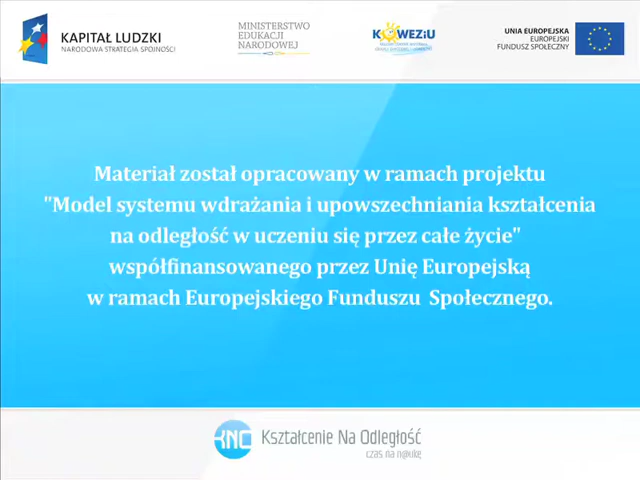 KAPITAŁ LUDZKI
NARODOWA STRATEGIA SPÓJNOŚCI
MINISTERSTWO
EDUKACJI
NARODOWEJ
KOWEZiU
UNIA EUROPEJSKA
EUROPEJSKI
FUNDUSZ SPOŁECZNY
Materiał został opracowany w ramach projektu
"Model systemu wdrażania i upowszechniania kształcenia
na odległość w uczeniu się przez całe życie"
współfinansowanego przez Unię Europejską
w ramach Europejskiego Funduszu Społecznego.
KNO Kształcenie Na Odległość
czas na n@ukę